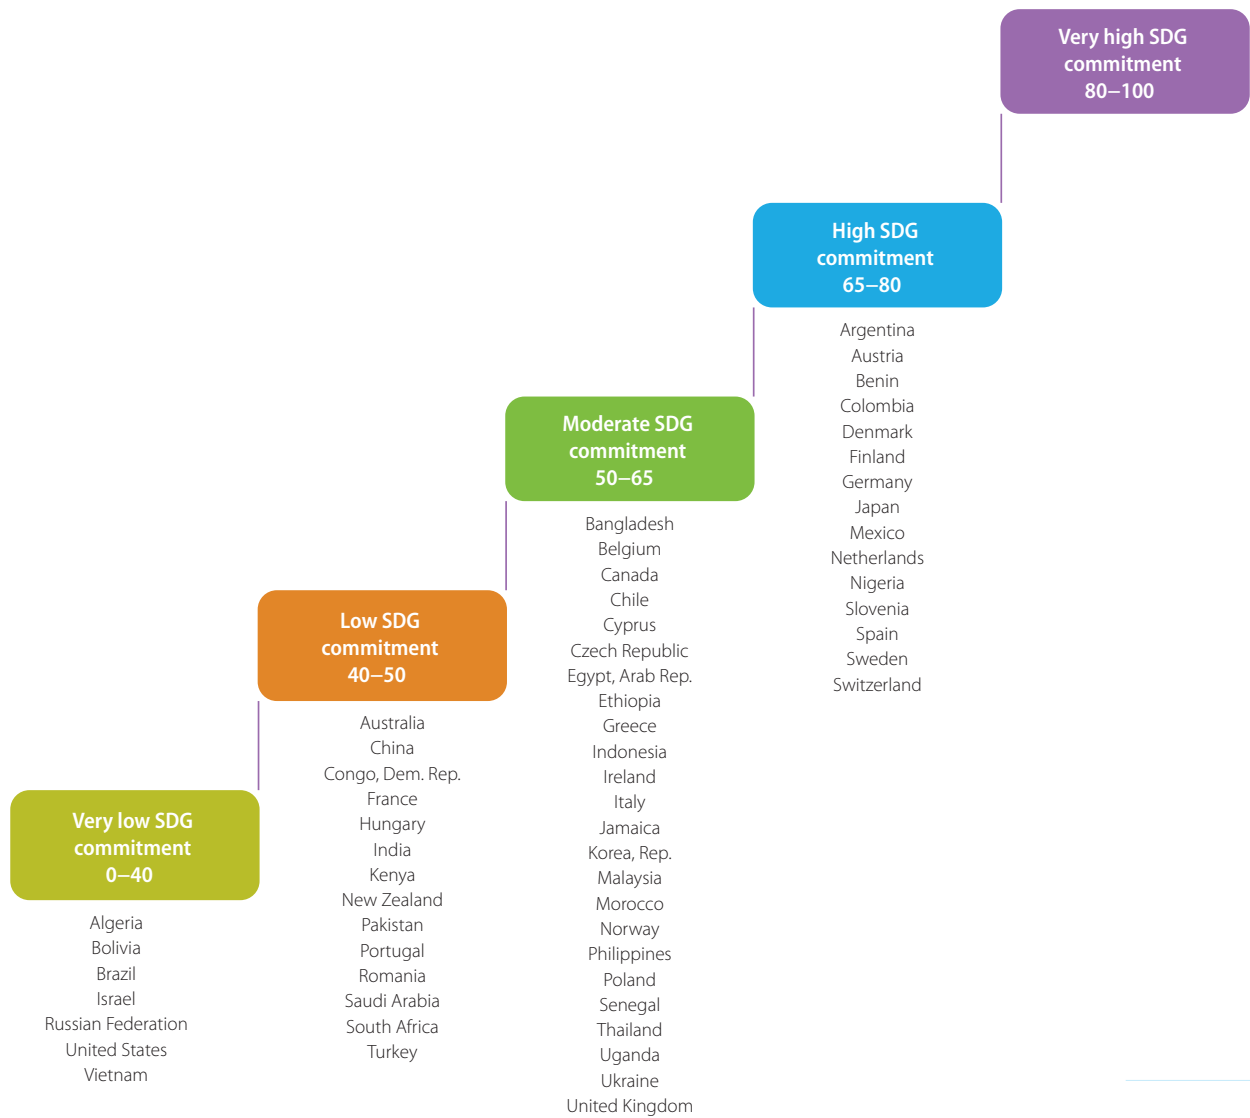 Very high SDG
commitment
80–100
High SDG
commitment
65–80
Argentina
Austria
Benin
Colombia
Denmark
Finland
Germany
Japan
Mexico
Netherlands
Nigeria
Slovenia
Spain
Sweden
Switzerland
Moderate SDG
commitment
50–65
Bangladesh
Belgium
Canada
Chile
Cyprus
Czech Republic
Egypt, Arab Rep.
Ethiopia
Greece
Indonesia
Ireland
Italy
Jamaica
Korea, Rep.
Malaysia
Morocco
Norway
Philippines
Poland
Senegal
Thailand
Uganda
Ukraine
United Kingdom
Low SDG
commitment
40–50
Australia
China
Congo, Dem. Rep.
France
Hungary
India
Kenya
New Zealand
Pakistan
Portugal
Romania
Saudi Arabia
South Africa
Turkey
Very low SDG
commitment
0–40
Algeria
Bolivia
Brazil
Israel
Russian Federation
United States
Vietnam